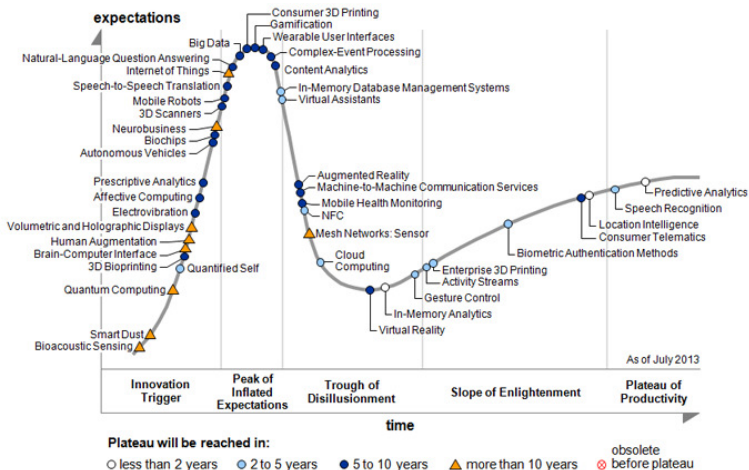 expectations
Consumer 3D Printing
Gamification
Wearable User Interfaces
Big Data
Complex-Event Processing
Natural-Language Question Answering
Internet of Things
Content Analytics
Speech-to-Speech Translation
In-Memory Database Management Systems
Mobile Robots
Virtual Assistants
3D Scanners
Neurobusiness
Biochips
Autonomous Vehicles
Augmented Reality
Prescriptive Analytics
Machine-to-Machine Communication Services
Predictive Analytics
Affective Computing
Mobile Health Monitoring
Speech Recognition
Electrovibration
NFC
Volumetric and Holographic Displays
Location Intelligence
Mesh Networks: Sensor
Consumer Telematics
Human Augmentation
Brain-Computer Interface
Biometric Authentication Methods
3D Bioprinting
Quantified Self
Cloud
Computing
Enterprise 3D Printing
Activity Streams
Quantum Computing
Gesture Control
In-Memory Analytics
Virtual Reality
Smart Dust
Bioacoustic Sensing
As of July 2013
Innovation
Trigger
Peak of
Inflated
Expectations
Trough of
Disillusionment
Slope of Enlightenment
Plateau of
Productivity
time
Plateau will be reached in:
less than 2 years
2 to 5 years
5 to 10 years
more than 10 years
obsolete
before plateau